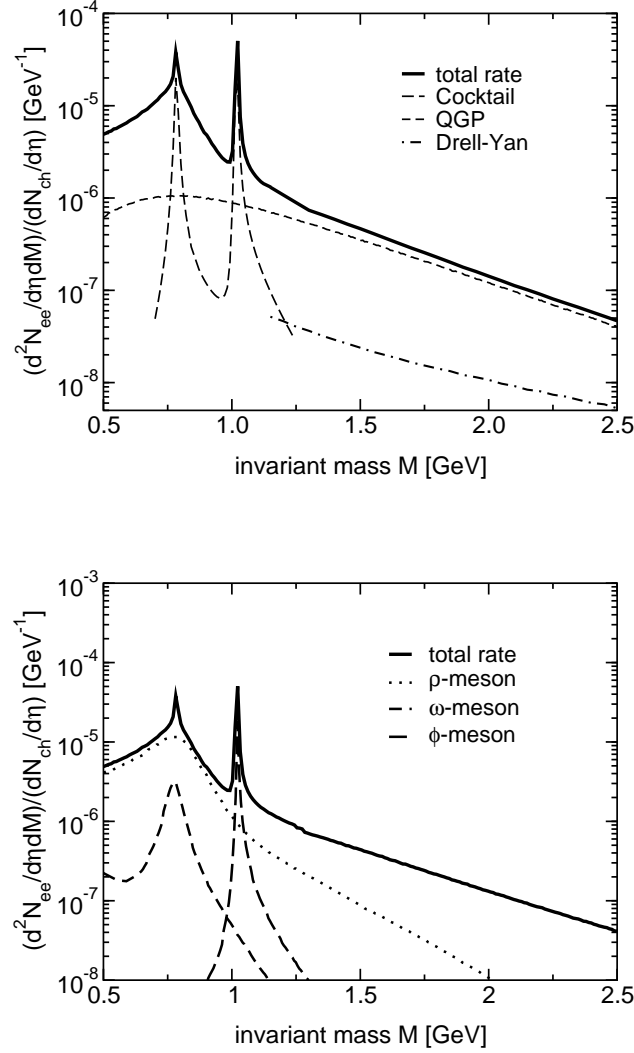 10⁻⁴
10⁻⁵
10⁻⁶
10⁻⁷
10⁻⁸
(d²N_ee/dηdM)/(dN_ch/dη) [GeV⁻¹]
total rate
Cocktail
QGP
Drell-Yan
0.5 1.0 1.5 2.0 2.5
invariant mass M [GeV]
10⁻³
10⁻⁴
10⁻⁵
10⁻⁶
10⁻⁷
10⁻⁸
(d²N_ee/dηdM)/(dN_ch/dη) [GeV⁻¹]
total rate
ρ-meson
ω-meson
ϕ-meson
0.5 1 1.5 2 2.5
invariant mass M [GeV]